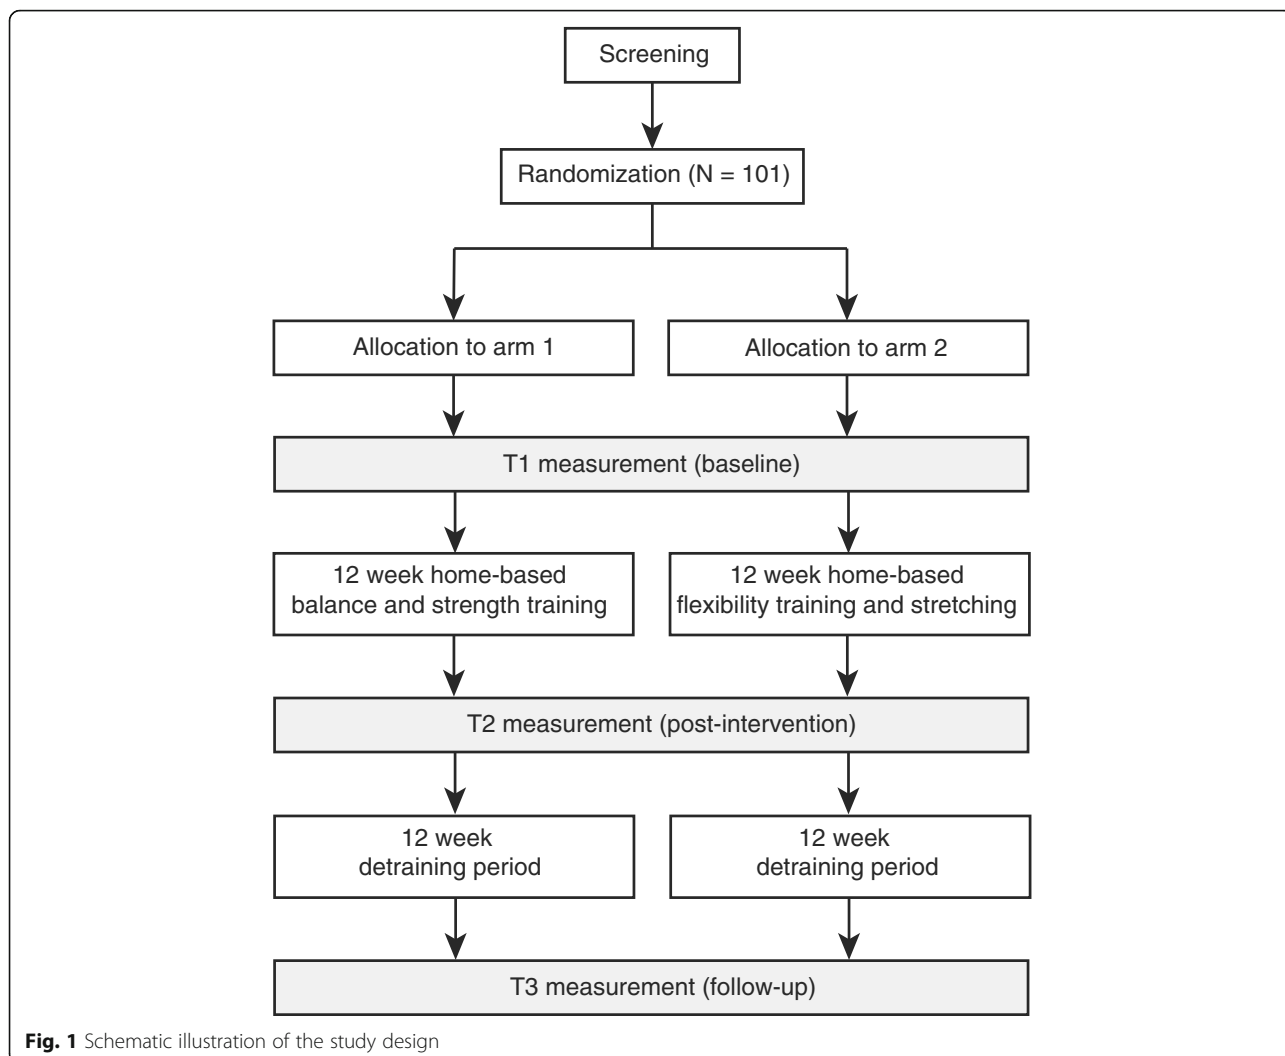 Screening
Randomization (N = 101)
Allocation to arm 1
Allocation to arm 2
T1 measurement (baseline)
12 week home-based
balance and strength training
12 week home-based
flexibility training and stretching
T2 measurement (post-intervention)
12 week
detraining period
12 week
detraining period
T3 measurement (follow-up)
Fig. 1 Schematic illustration of the study design